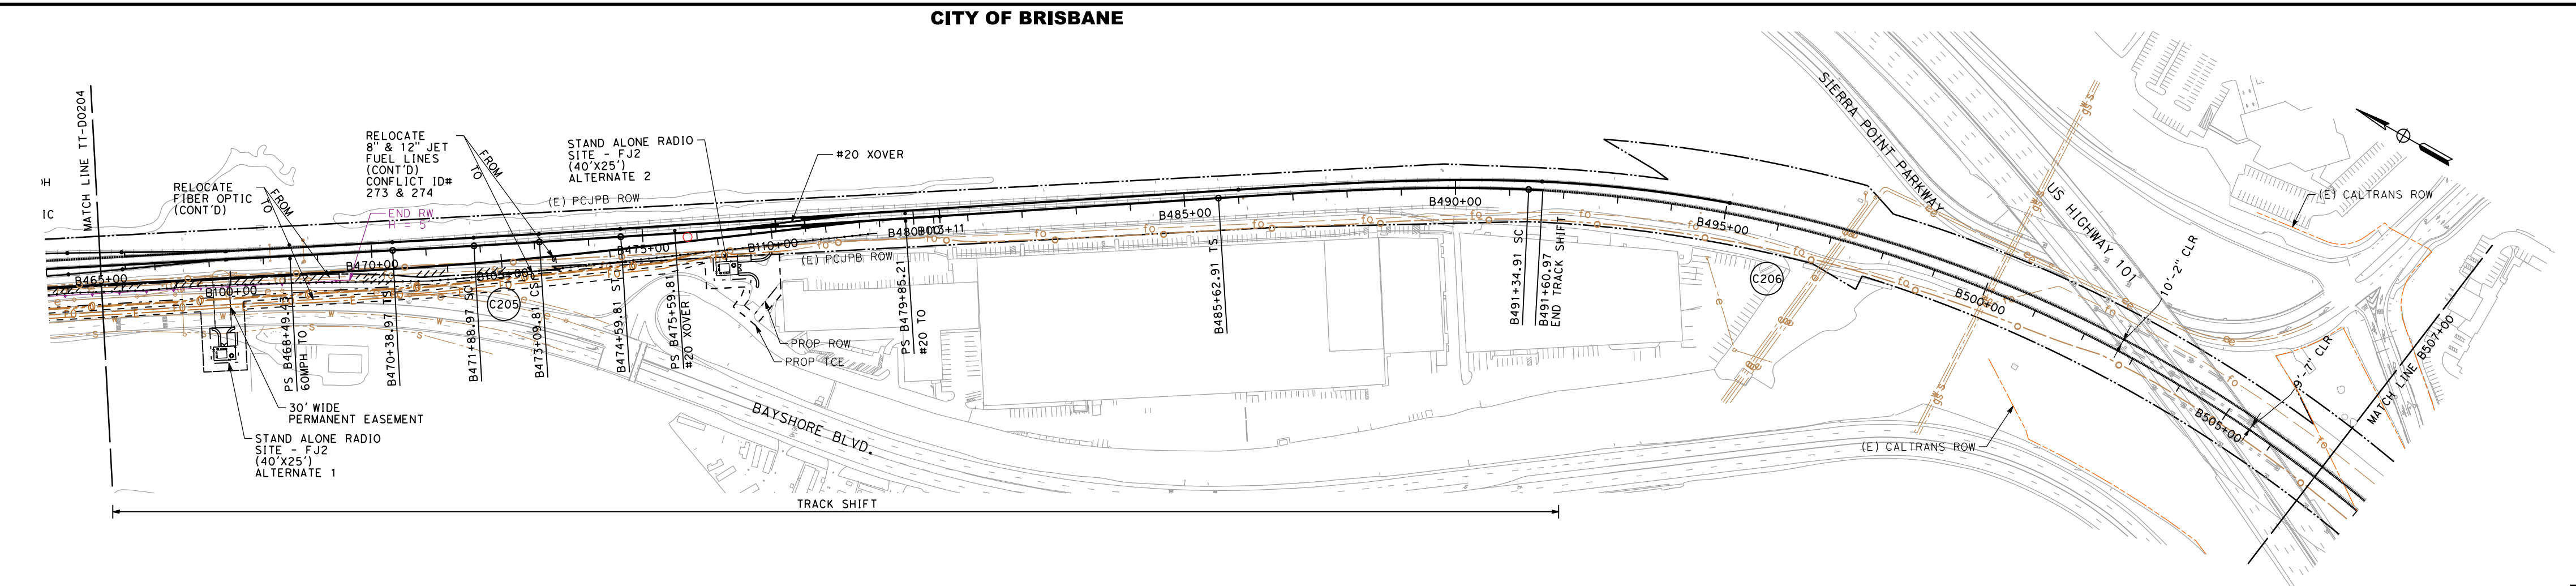 CITY OF BRISBANE
MATCH LINE TT-D0204
RELOCATE
FIBER OPTIC
(CONT'D)
FROM
TO
RELOCATE
8" & 12" JET
FUEL LINES
(CONT'D)
CONFLICT ID#
273 & 274
FROM
TO
END RW
H = 5'
STAND ALONE RADIO
SITE - FJ2
(40'X25')
ALTERNATE 2
#20 XOVER
(E) PCJPB ROW
(E) PCJPB ROW
B465+00
B470+00
B475+00
B480+00
B485+00
B490+00
B495+00
B500+00
B505+00
B100+00
B105+00
B110+00
B113+11
C205
C206
PS B468+49.43
60MPH TO
B470+38.97 TS
B471+88.97 SC
B473+09.81 CS
B474+59.81 ST
PS B475+59.81
#20 XOVER
PS B479+85.21
#20 TO
B485+62.91 TS
B491+34.91 SC
B491+60.97
END TRACK SHIFT
PROP ROW
PROP TCE
30' WIDE
PERMANENT EASEMENT
STAND ALONE RADIO
SITE - FJ2
(40'X25')
ALTERNATE 1
BAYSHORE BLVD.
TRACK SHIFT
SIERRA POINT PARKWAY
US HIGHWAY 101
(E) CALTRANS ROW
(E) CALTRANS ROW
10'-2" CLR
9'-7" CLR
MATCH LINE B507+00